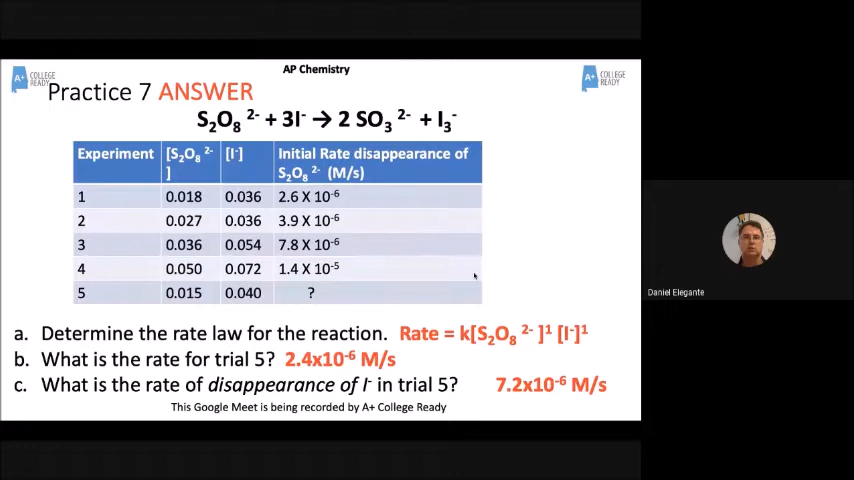 AP Chemistry
A+ COLLEGE READY
A+ COLLEGE READY
Practice 7 ANSWER
S₂O₈ ²⁻ + 3I⁻ → 2 SO₃ ²⁻ + I₃⁻
Experiment [S₂O₈ ²⁻ ] [I⁻] Initial Rate disappearance of S₂O₈ ²⁻ (M/s)
1 0.018 0.036 2.6 X 10⁻⁶
2 0.027 0.036 3.9 X 10⁻⁶
3 0.036 0.054 7.8 X 10⁻⁶
4 0.050 0.072 1.4 X 10⁻⁵
5 0.015 0.040 ?
a. Determine the rate law for the reaction. Rate = k[S₂O₈ ²⁻ ]¹ [I⁻]¹
b. What is the rate for trial 5? 2.4x10⁻⁶ M/s
c. What is the rate of disappearance of I⁻ in trial 5? 7.2x10⁻⁶ M/s
This Google Meet is being recorded by A+ College Ready
Daniel Elegante